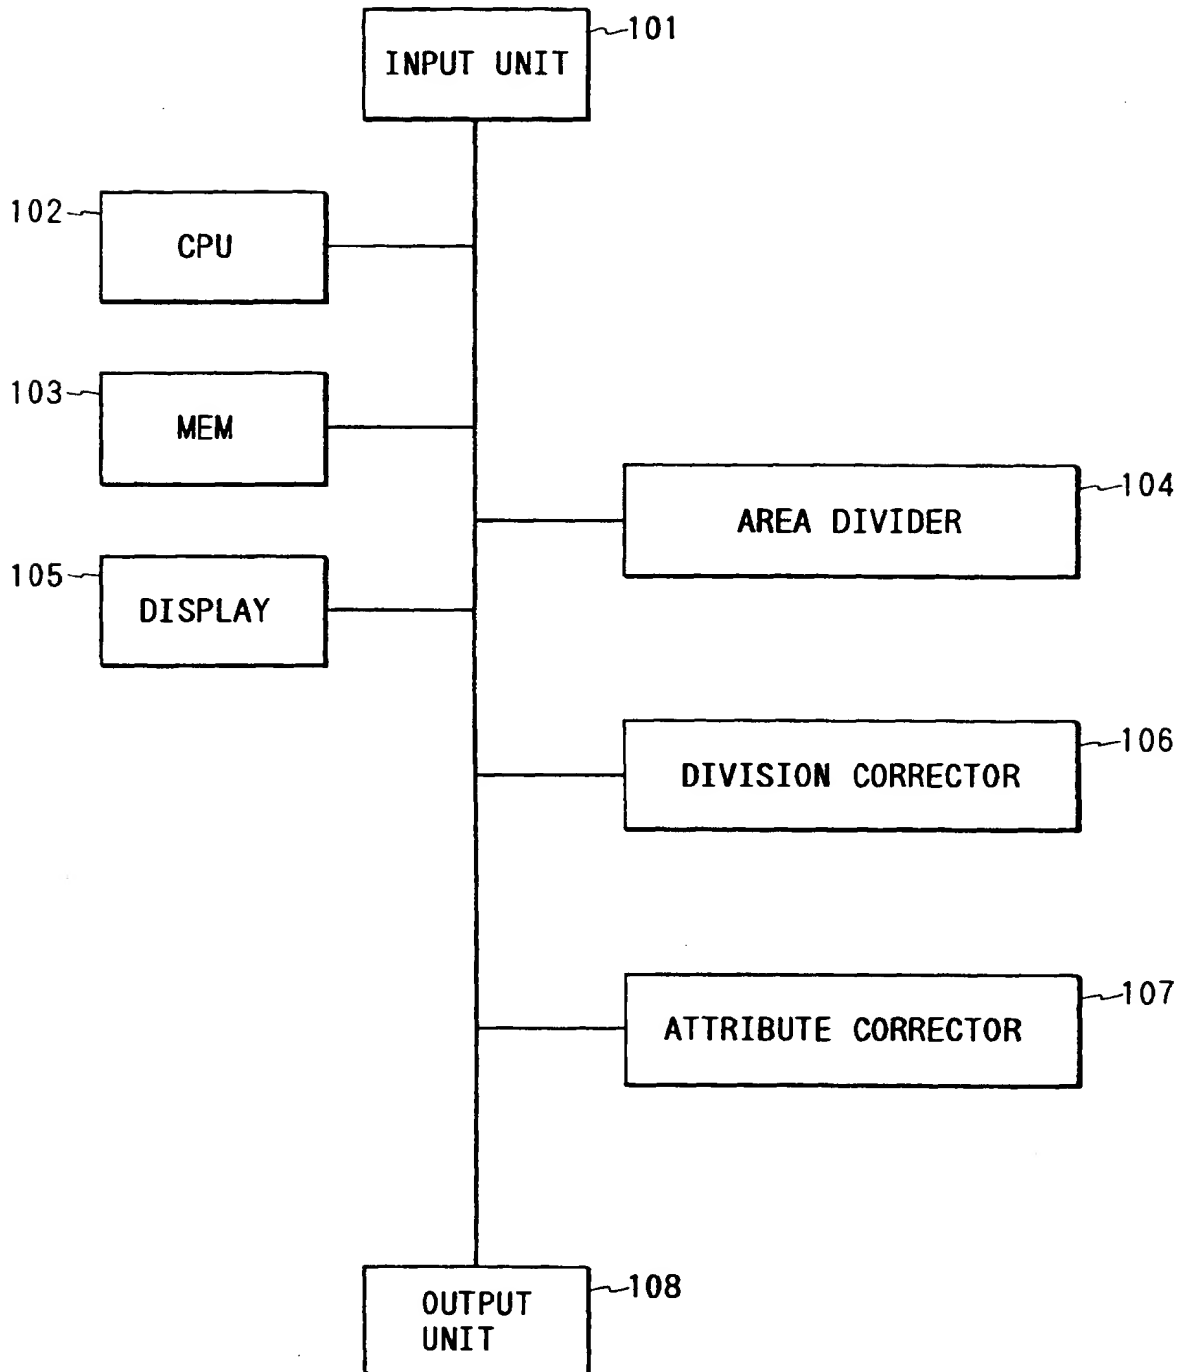 101
INPUT UNIT
102
CPU
103
MEM
104
AREA DIVIDER
105
DISPLAY
106
DIVISION CORRECTOR
107
ATTRIBUTE CORRECTOR
108
OUTPUT
UNIT